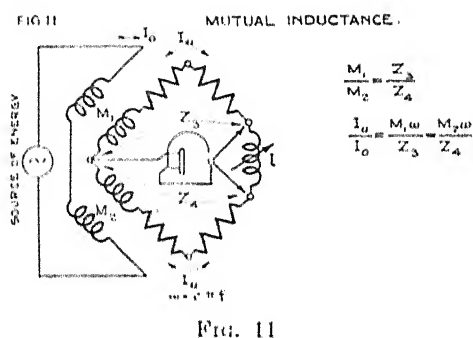 FIG 11 MUTUAL INDUCTANCE.
I₀
Iᵤ
M₁
Z₃
M₁/M₂ = Z₃/Z₄
Iᵤ/I₀ = M₁ω/Z₃ = M₂ω/Z₄
SOURCE OF ENERGY
M₂
Z₄
Iᵤ
FIG. 11